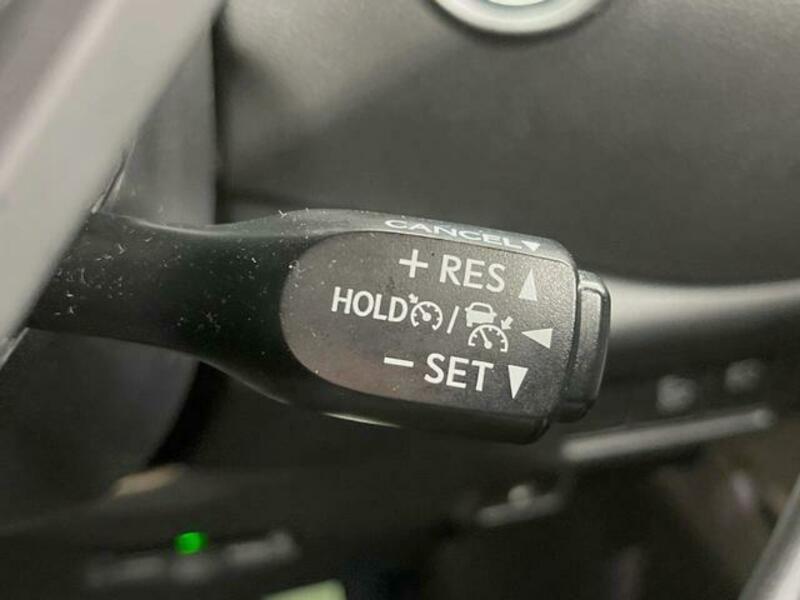 CANCEL
+ RES
HOLD /
− SET